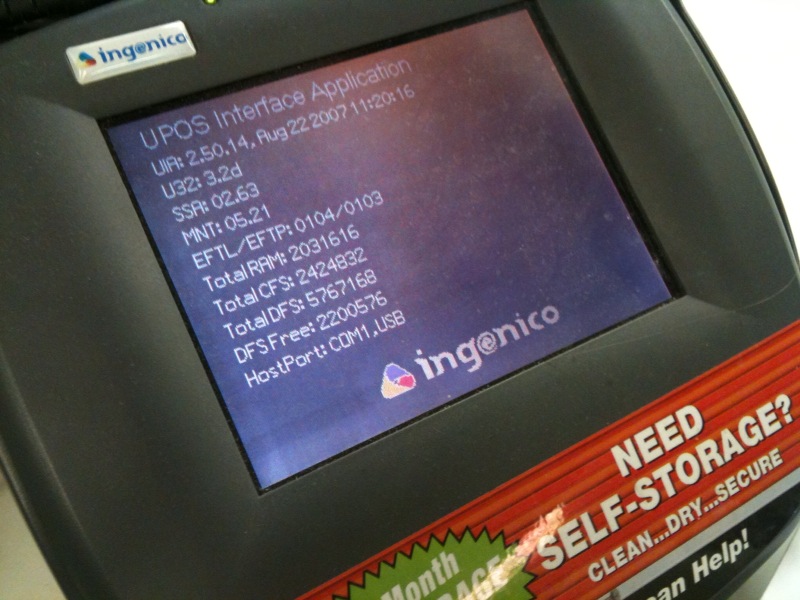 ingenico
UPOS Interface Application
UIA: 2.50.14, Aug 22 2007 11:20:16
U32: 3.2d
SSA: 02.63
MNT: 05.21
EFTL/EFTP: 0104/0103
TotalRAM: 2031616
TotalCFS: 2424832
TotalDFS: 5767168
DFSFree: 2200576
HostPort: COM1,USB
ingenico
NEED
SELF-STORAGE?
CLEAN...DRY...SECURE
Month
an Help!